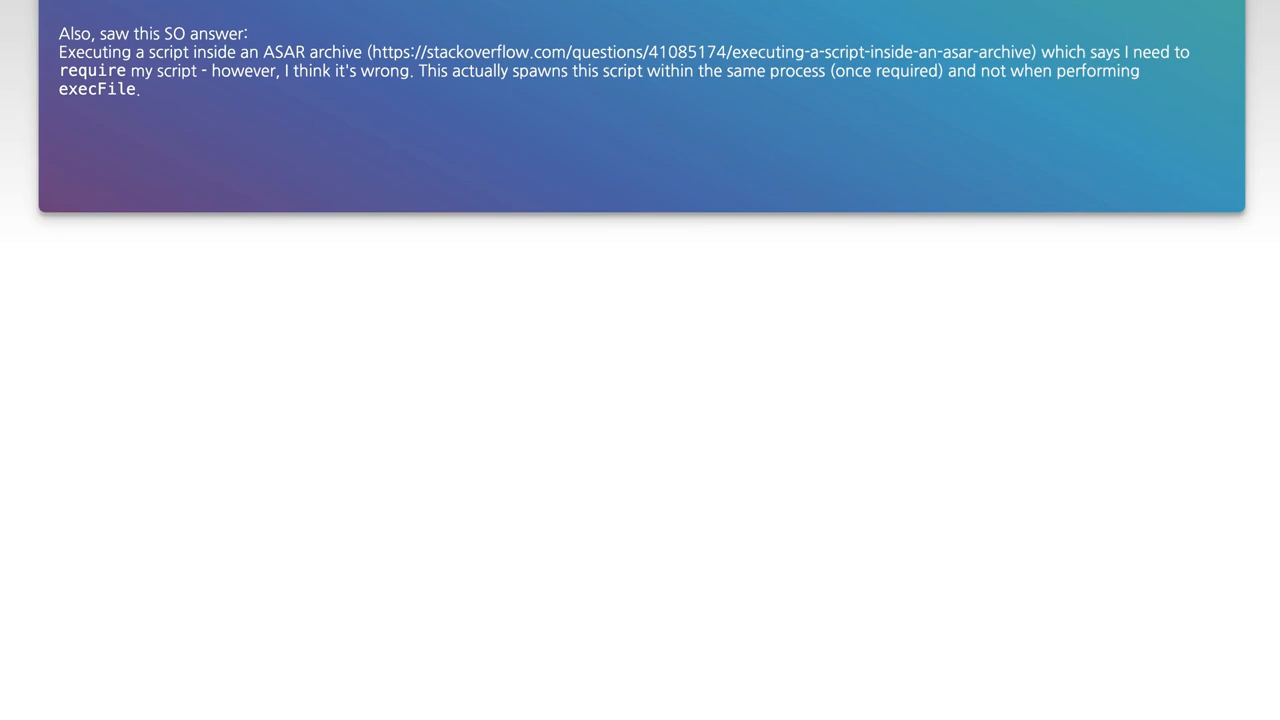 Also, saw this SO answer:
Executing a script inside an ASAR archive (https://stackoverflow.com/questions/41085174/executing-a-script-inside-an-asar-archive) which says I need to
require my script - however, I think it's wrong. This actually spawns this script within the same process (once required) and not when performing
execFile.